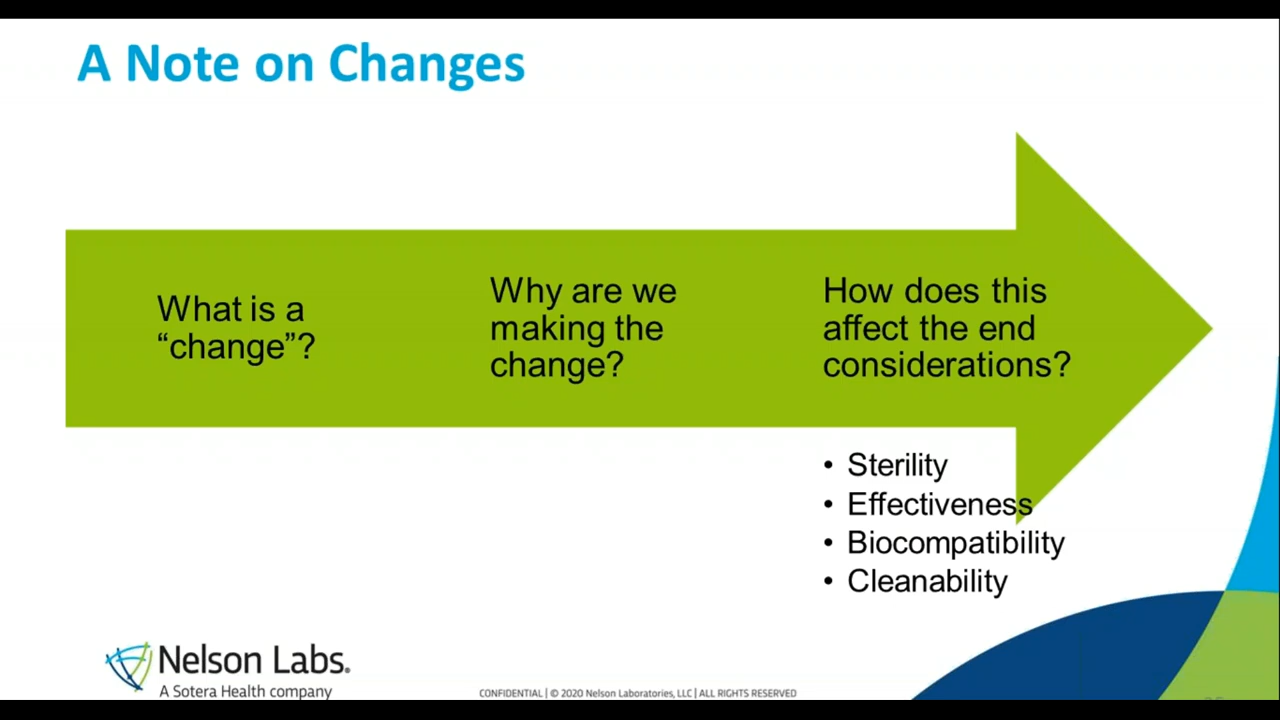 A Note on Changes
What is a
“change”?
Why are we
making the
change?
How does this
affect the end
considerations?
• Sterility
• Effectiveness
• Biocompatibility
• Cleanability
Nelson Labs.
A Sotera Health company
CONFIDENTIAL | © 2020 Nelson Laboratories, LLC | ALL RIGHTS RESERVED